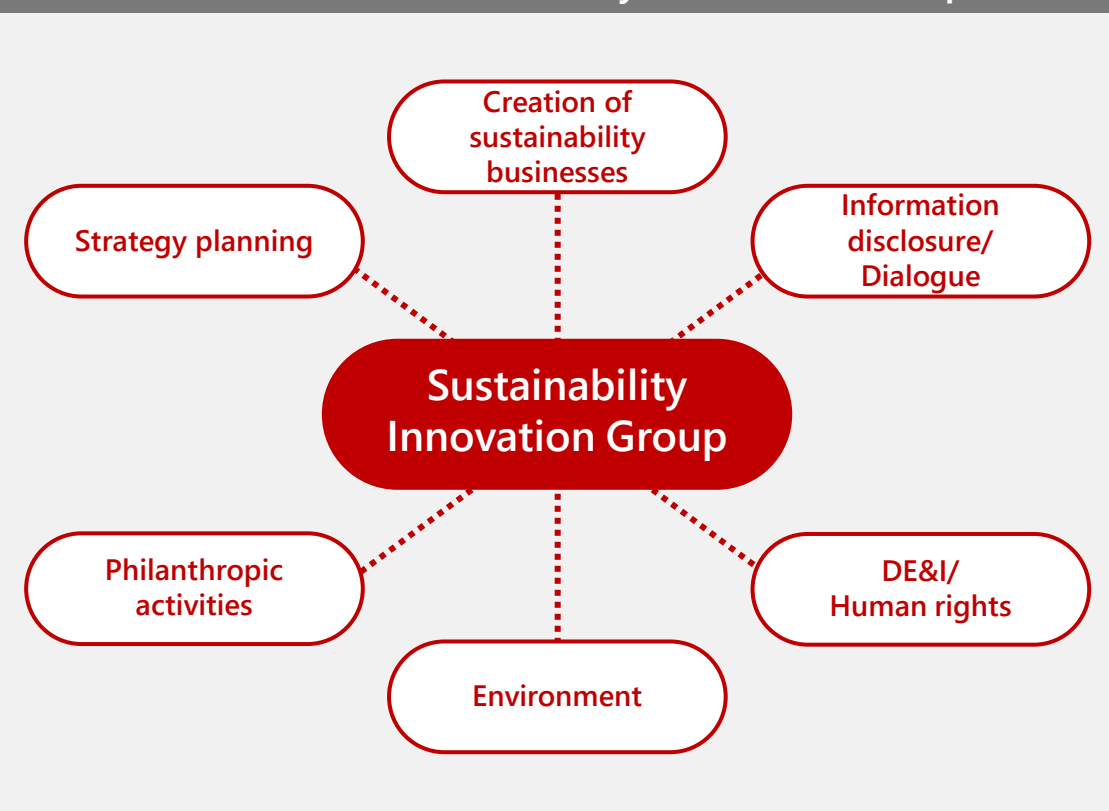 Creation of
sustainability
businesses
Strategy planning
Information
disclosure/
Dialogue
Sustainability
Innovation Group
Philanthropic
activities
DE&I/
Human rights
Environment